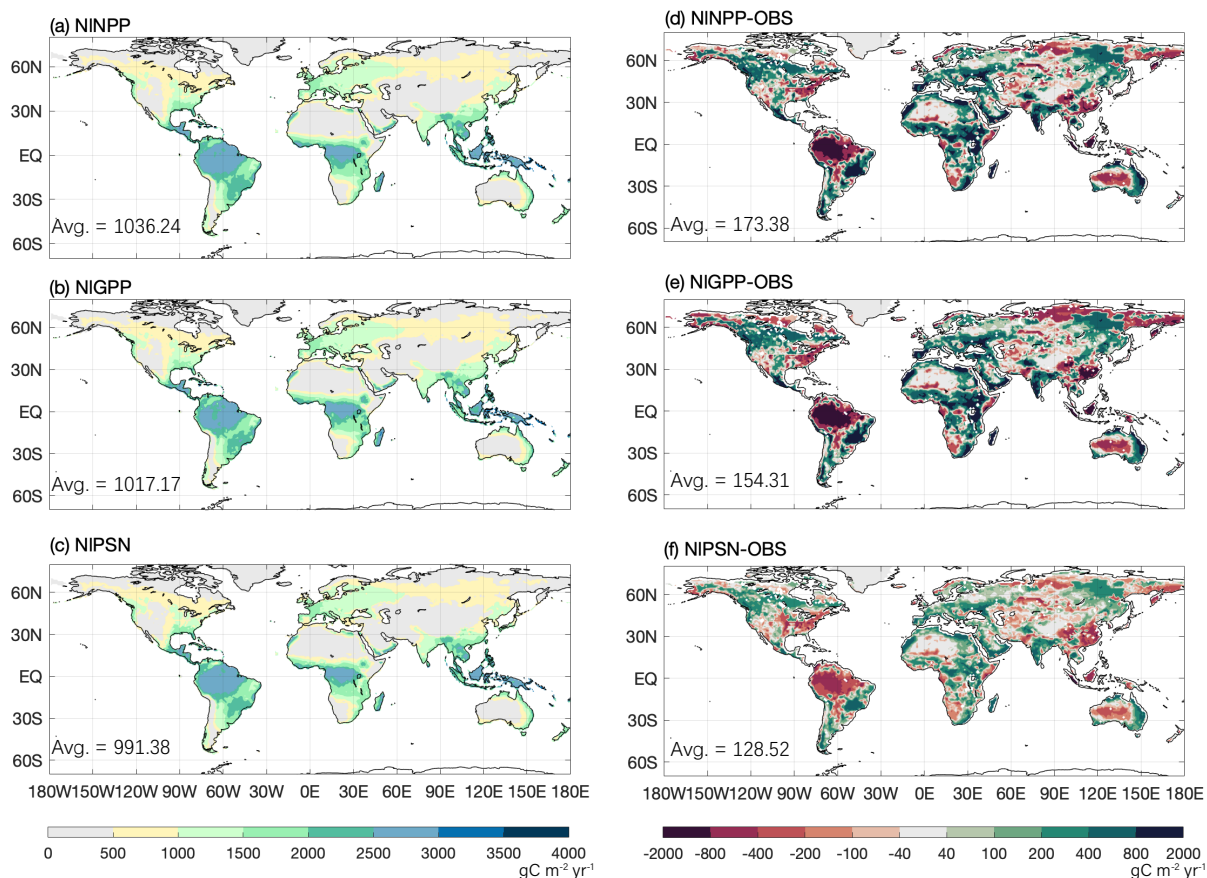 (a) NINPP
60N
30N
EQ
30S
60S
Avg. = 1036.24
(d) NINPP-OBS
60N
30N
EQ
30S
60S
Avg. = 173.38
(b) NIGPP
60N
30N
EQ
30S
60S
Avg. = 1017.17
(e) NIGPP-OBS
60N
30N
EQ
30S
60S
Avg. = 154.31
(c) NIPSN
60N
30N
EQ
30S
60S
Avg. = 991.38
180W150W120W 90W 60W 30W 0E 30E 60E 90E 120E 150E 180E
(f) NIPSN-OBS
60N
30N
EQ
30S
60S
Avg. = 128.52
180W150W120W 90W 60W 30W 0E 30E 60E 90E 120E 150E 180E
0 500 1000 1500 2000 2500 3000 3500 4000
gC m⁻² yr⁻¹
-2000 -800 -400 -200 -100 -40 40 100 200 400 800 2000
gC m⁻² yr⁻¹